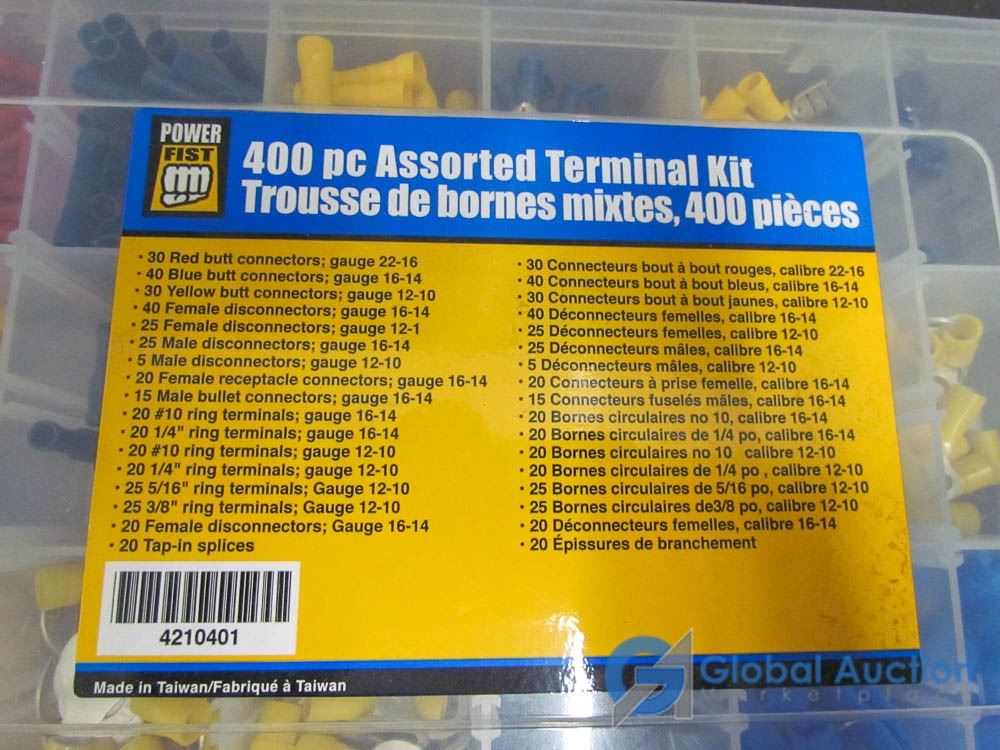 POWER
FIST
400 pc Assorted Terminal Kit
Trousse de bornes mixtes, 400 pièces
• 30 Red butt connectors; gauge 22-16
• 40 Blue butt connectors; gauge 16-14
• 30 Yellow butt connectors; gauge 12-10
• 40 Female disconnectors; gauge 16-14
• 25 Female disconnectors; gauge 12-1
• 25 Male disconnectors; gauge 16-14
• 5 Male disconnectors; gauge 12-10
• 20 Female receptacle connectors; gauge 16-14
• 15 Male bullet connectors; gauge 16-14
• 20 #10 ring terminals; gauge 16-14
• 20 1/4" ring terminals; gauge 16-14
• 20 #10 ring terminals; gauge 12-10
• 20 1/4" ring terminals; gauge 12-10
• 25 5/16" ring terminals; Gauge 12-10
• 25 3/8" ring terminals; Gauge 12-10
• 20 Female disconnectors; Gauge 16-14
• 20 Tap-in splices
• 30 Connecteurs bout à bout rouges, calibre 22-16
• 40 Connecteurs bout à bout bleus, calibre 16-14
• 30 Connecteurs bout à bout jaunes, calibre 12-10
• 40 Déconnecteurs femelles, calibre 16-14
• 25 Déconnecteurs femelles, calibre 12-10
• 25 Déconnecteurs mâles, calibre 16-14
• 5 Déconnecteurs mâles, calibre 12-10
• 20 Connecteurs à prise femelle, calibre 16-14
• 15 Connecteurs fuselés mâles, calibre 16-14
• 20 Bornes circulaires no 10, calibre 16-14
• 20 Bornes circulaires de 1/4 po, calibre 16-14
• 20 Bornes circulaires no 10 calibre 12-10
• 20 Bornes circulaires de 1/4 po , calibre 12-10
• 25 Bornes circulaires de 5/16 po, calibre 12-10
• 25 Bornes circulaires de3/8 po, calibre 12-10
• 20 Déconnecteurs femelles, calibre 16-14
• 20 Épissures de branchement
4210401
Made in Taiwan/Fabriqué à Taiwan
Global Auction
Marketplace